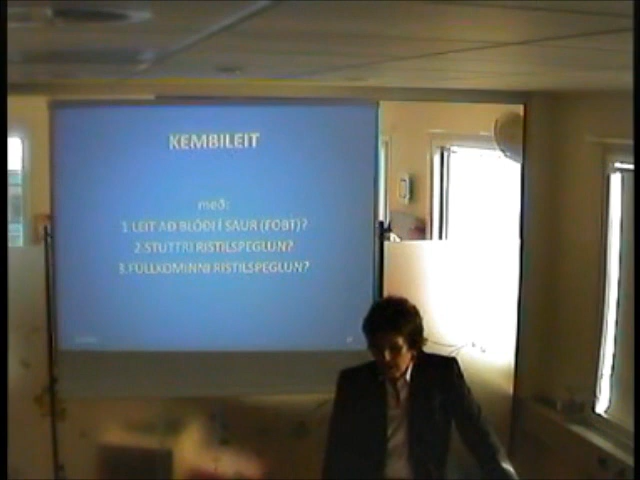 KEMBILEIT
með:
1.LEIT AÐ BLÓÐI Í SAUR (FOBT)?
2.STUTTRI RISTILSPEGLUN?
3.FULLKOMINNI RISTILSPEGLUN?